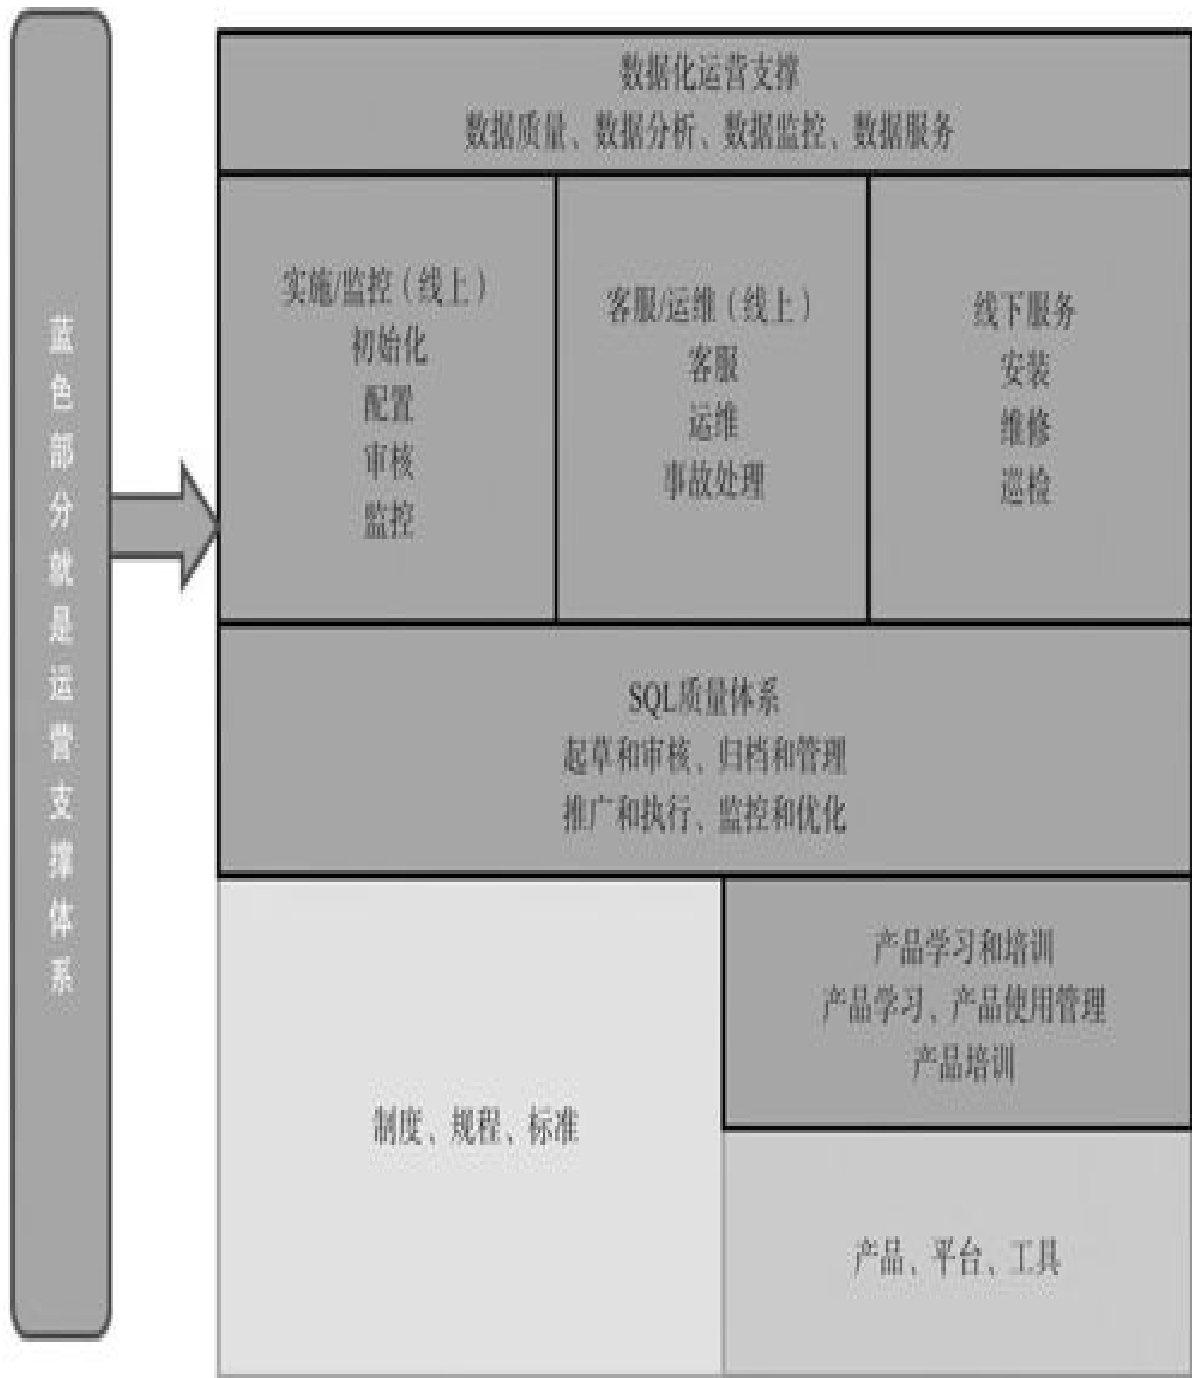 蓝色部分就是运营支撑体系
数据化运营支撑
数据质量、数据分析、数据监控、数据服务
实施/监控（线上）
初始化
配置
审核
监控
客服/运维（线上）
客服
运维
事故处理
线下服务
安装
维修
巡检
SQL质量体系
起草和审核、归档和管理
推广和执行、监控和优化
制度、规程、标准
产品学习和培训
产品学习、产品使用管理
产品培训
产品、平台、工具